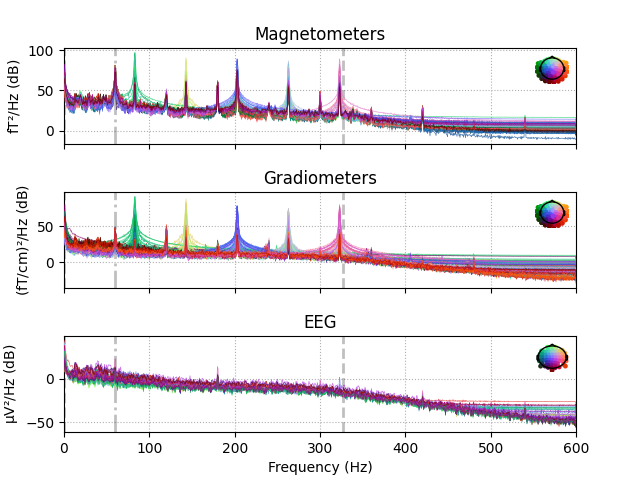 Magnetometers
fT²/Hz (dB)
100
50
0
Gradiometers
(fT/cm)²/Hz (dB)
50
0
EEG
µV²/Hz (dB)
0
−50
0 100 200 300 400 500 600
Frequency (Hz)